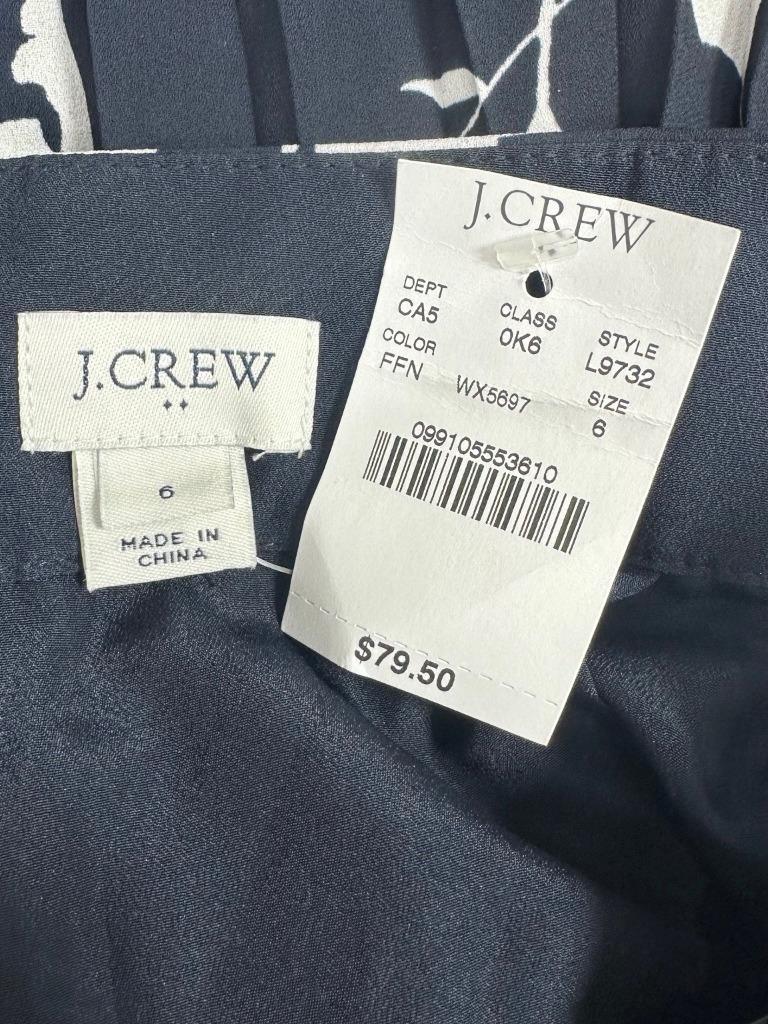 J.CREW
6
MADE IN
CHINA
J.CREW
DEPT CLASS STYLE
CA5 0K6 L9732
COLOR SIZE
FFN WX5697 6
099105553610
$79.50